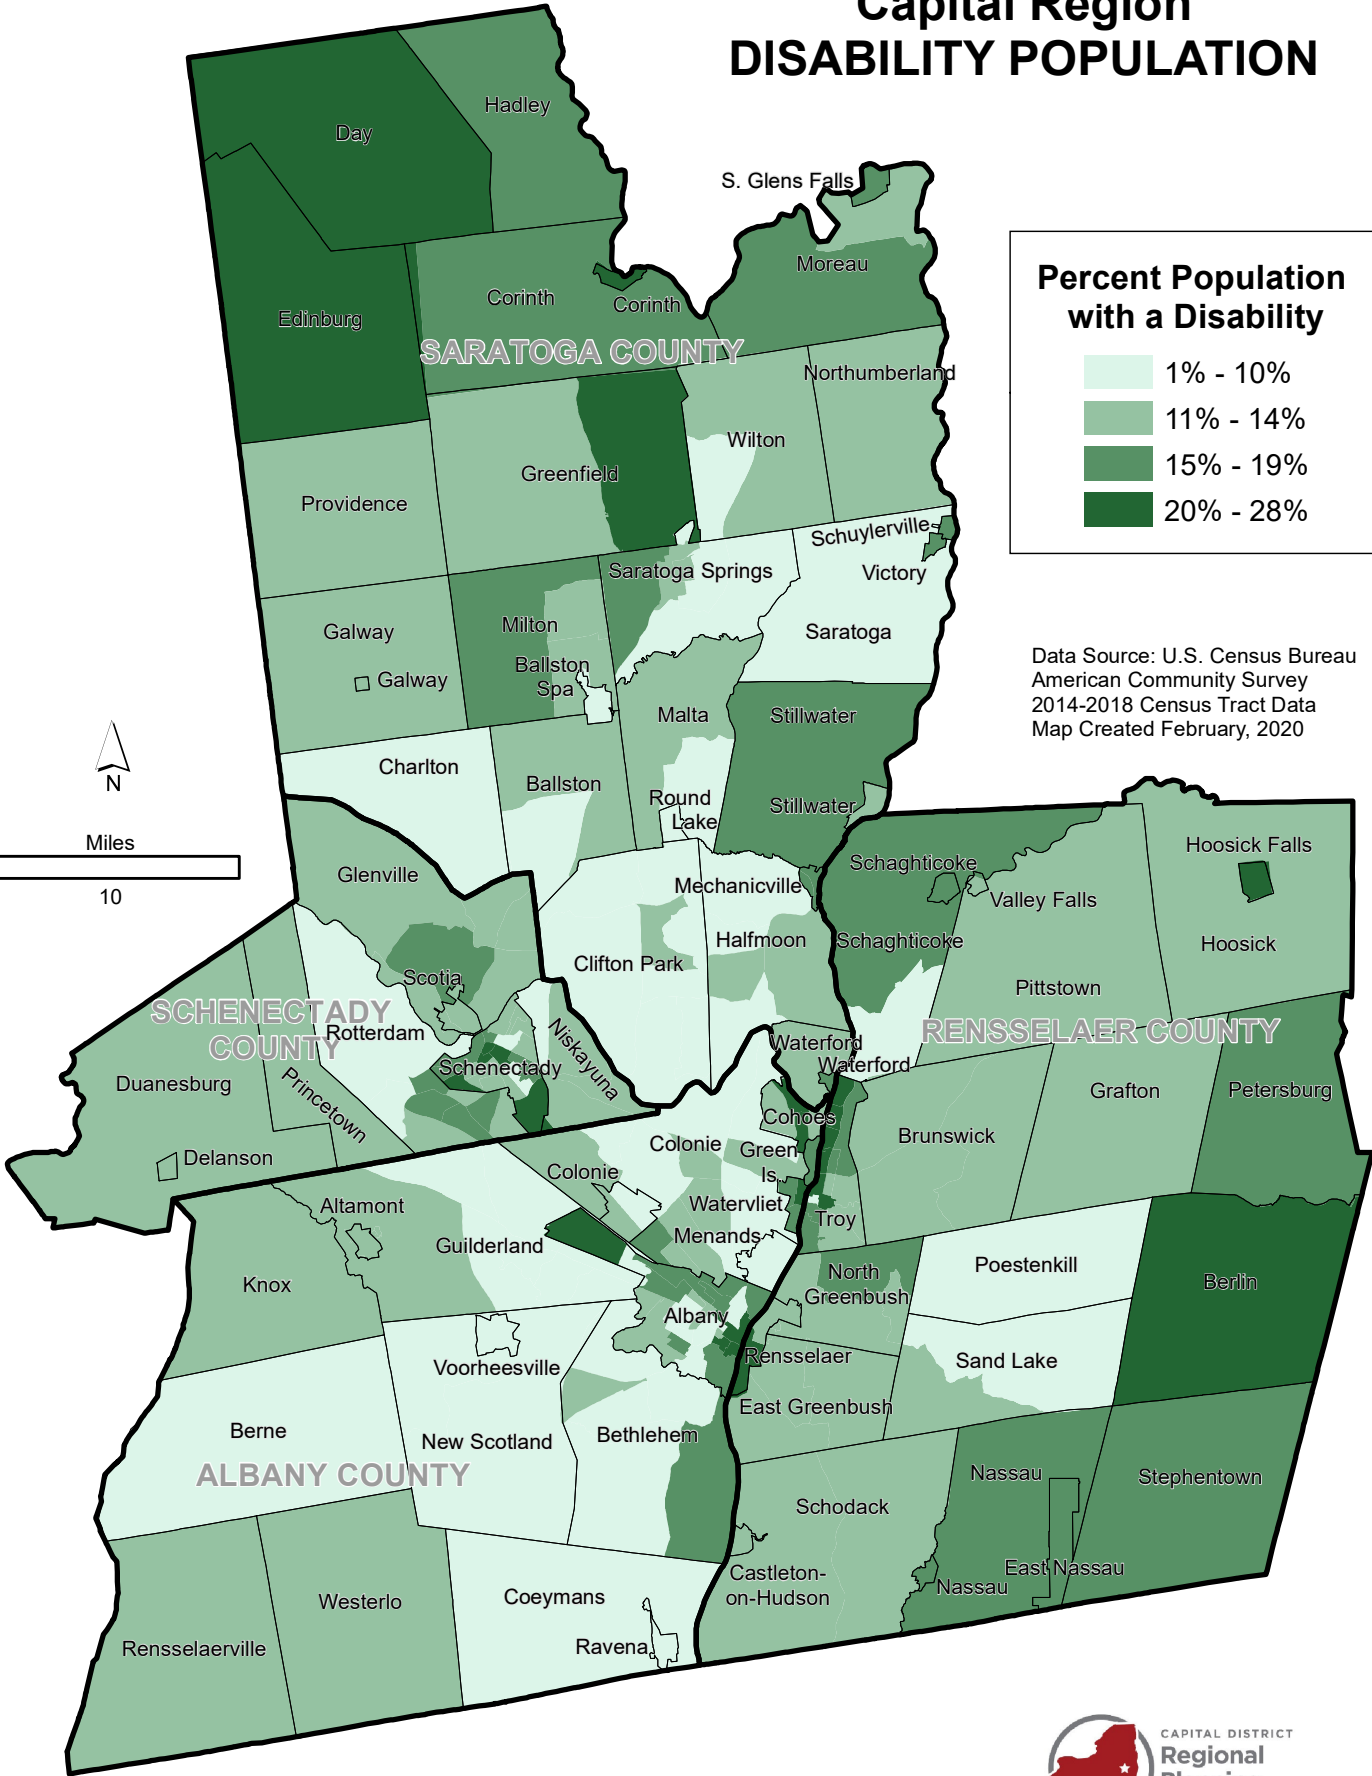 Capital Region
DISABILITY POPULATION
Hadley
Day
S. Glens Falls
Moreau
Corinth
Corinth
Edinburg
SARATOGA COUNTY
Northumberland
Wilton
Greenfield
Providence
Schuylerville
Saratoga Springs
Victory
Milton
Galway
Saratoga
Ballston
Spa
Galway
Malta
Stillwater
Charlton
Ballston
Round
Lake
Stillwater
Percent Population
with a Disability
1% - 10%
11% - 14%
15% - 19%
20% - 28%
Data Source: U.S. Census Bureau
American Community Survey
2014-2018 Census Tract Data
Map Created February, 2020
N
Miles
10
Glenville
Mechanicville
Halfmoon
Clifton Park
Scotia
SCHENECTADY
COUNTY
Rotterdam
Niskayuna
Schenectady
Duanesburg
Princetown
Delanson
Schaghticoke
Hoosick Falls
Valley Falls
Schaghticoke
Hoosick
Pittstown
RENSSELAER COUNTY
Waterford
Waterford
Grafton
Petersburg
Cohoes
Brunswick
Colonie
Green
Is.
Colonie
Watervliet
Troy
Menands
Altamont
Guilderland
Knox
North
Greenbush
Poestenkill
Berlin
Albany
Rensselaer
Sand Lake
Voorheesville
East Greenbush
Berne
New Scotland
Bethlehem
ALBANY COUNTY
Nassau
Stephentown
Schodack
East Nassau
Castleton-
on-Hudson
Nassau
Westerlo
Coeymans
Rensselaerville
Ravena
CAPITAL DISTRICT
Regional